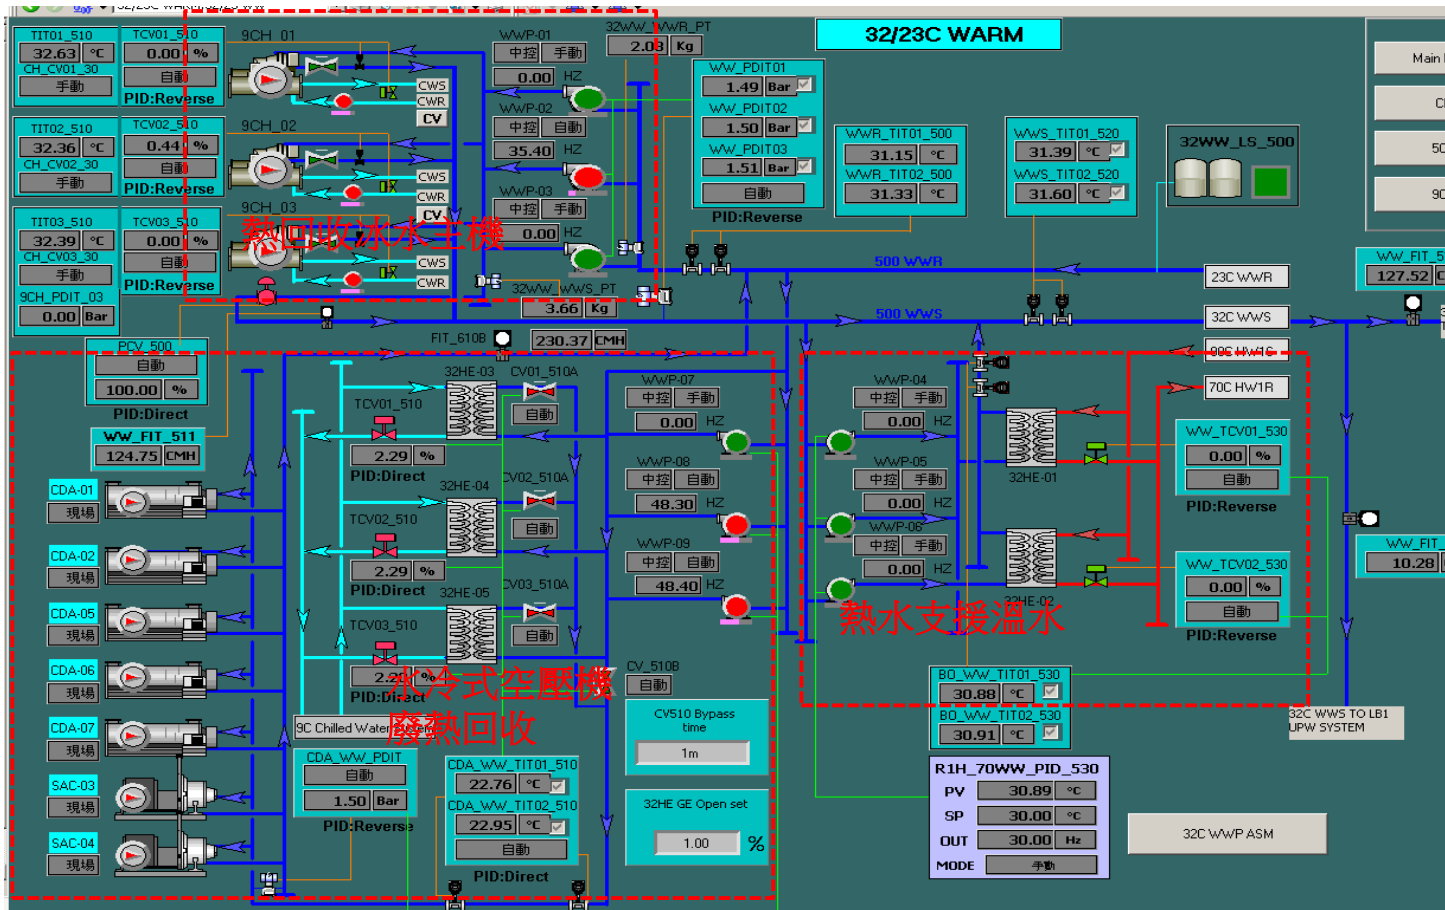 32/23C WARM
TIT01_510
32.63 °C
CH_CV01_30
手動
TCV01_510
0.00 %
自動
PID:Reverse
9CH_01
CWS
CWR
CV
TIT02_510
32.36 °C
CH_CV02_30
手動
TCV02_510
0.44 %
自動
PID:Reverse
9CH_02
CWS
CWR
CV
TIT03_510
32.39 °C
CH_CV03_30
手動
9CH_PDIT_03
0.00 Bar
TCV03_510
0.00 %
自動
PID:Reverse
9CH_03
CWS
CWR
熱回收冰水主機
WWP-01
中控 手動
0.00 HZ
WWP-02
中控 自動
35.40 HZ
WWP-03
中控 手動
0.00 HZ
32WW_WWR_PT
2.03 Kg
WW_PDIT01
1.49 Bar
WW_PDIT02
1.50 Bar
WW_PDIT03
1.51 Bar
自動
PID:Reverse
WWR_TIT01_500
31.15 °C
WWR_TIT02_500
31.33 °C
WWS_TIT01_520
31.39 °C
WWS_TIT02_520
31.60 °C
32WW_LS_500
Main
500 WWR
23C WWR
500 WWS
32C WWS
70C HW1R
127.52
32WW_WWS_PT
3.66 Kg
FIT_610B
230.37 CMH
PCV_500
自動
100.00 %
PID:Direct
WW_FIT_511
124.75 CMH
CDA-01
現場
CDA-02
現場
CDA-05
現場
CDA-06
現場
CDA-07
現場
SAC-03
現場
SAC-04
現場
32HE-03
CV01_510A
自動
TCV01_510
2.29 %
PID:Direct
32HE-04
CV02_510A
自動
TCV02_510
2.29 %
PID:Direct
32HE-05
CV03_510A
自動
TCV03_510
PID:Direct
水冷式空壓機
廢熱回收
9C Chilled Water
CV_510B
自動
CV510 Bypass
time
1m
32HE GE Open set
1.00 %
CDA_WW_PDIT
自動
1.50 Bar
PID:Reverse
CDA_WW_TIT01_510
22.76 °C
CDA_WW_TIT02_510
22.95 °C
自動
PID:Direct
WWP-07
中控 手動
0.00 HZ
WWP-08
中控 自動
48.30 HZ
WWP-09
中控 自動
48.40 HZ
WWP-04
中控 手動
0.00 HZ
WWP-05
中控 手動
0.00 HZ
WWP-06
中控 手動
0.00 HZ
32HE-01
32HE-02
熱水支援溫水
WW_TCV01_530
0.00 %
自動
PID:Reverse
WW_TCV02_530
0.00 %
自動
PID:Reverse
WW_FIT_
10.28
BO_WW_TIT01_530
30.88 °C
BO_WW_TIT02_530
30.91 °C
32C WWS TO LB1
UPW SYSTEM
R1H_70WW_PID_530
PV 30.89 °C
SP 30.00 °C
OUT 30.00 Hz
MODE 手動
32C WWP ASM